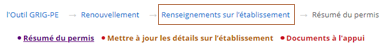 l'Outil GRIG-PE → Renouvellement → Renseignements sur l'établissement → Résumé du permis
• Résumé du permis • Mettre à jour les détails sur l'établissement • Documents à l'appui